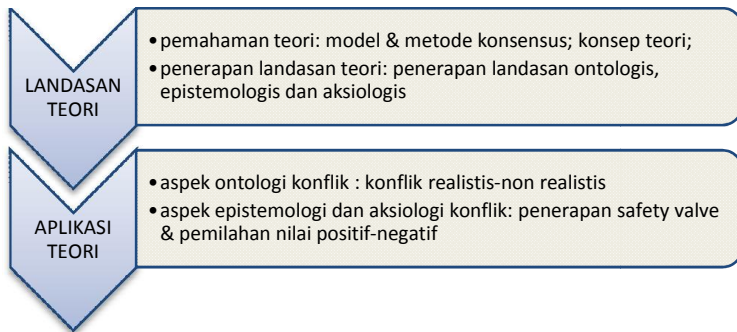 LANDASAN
TEORI
•pemahaman teori: model & metode konsensus; konsep teori;
•penerapan landasan teori: penerapan landasan ontologis,
epistemologis dan aksiologis
APLIKASI
TEORI
•aspek ontologi konflik : konflik realistis-non realistis
•aspek epistemologi dan aksiologi konflik: penerapan safety valve
& pemilahan nilai positif-negatif